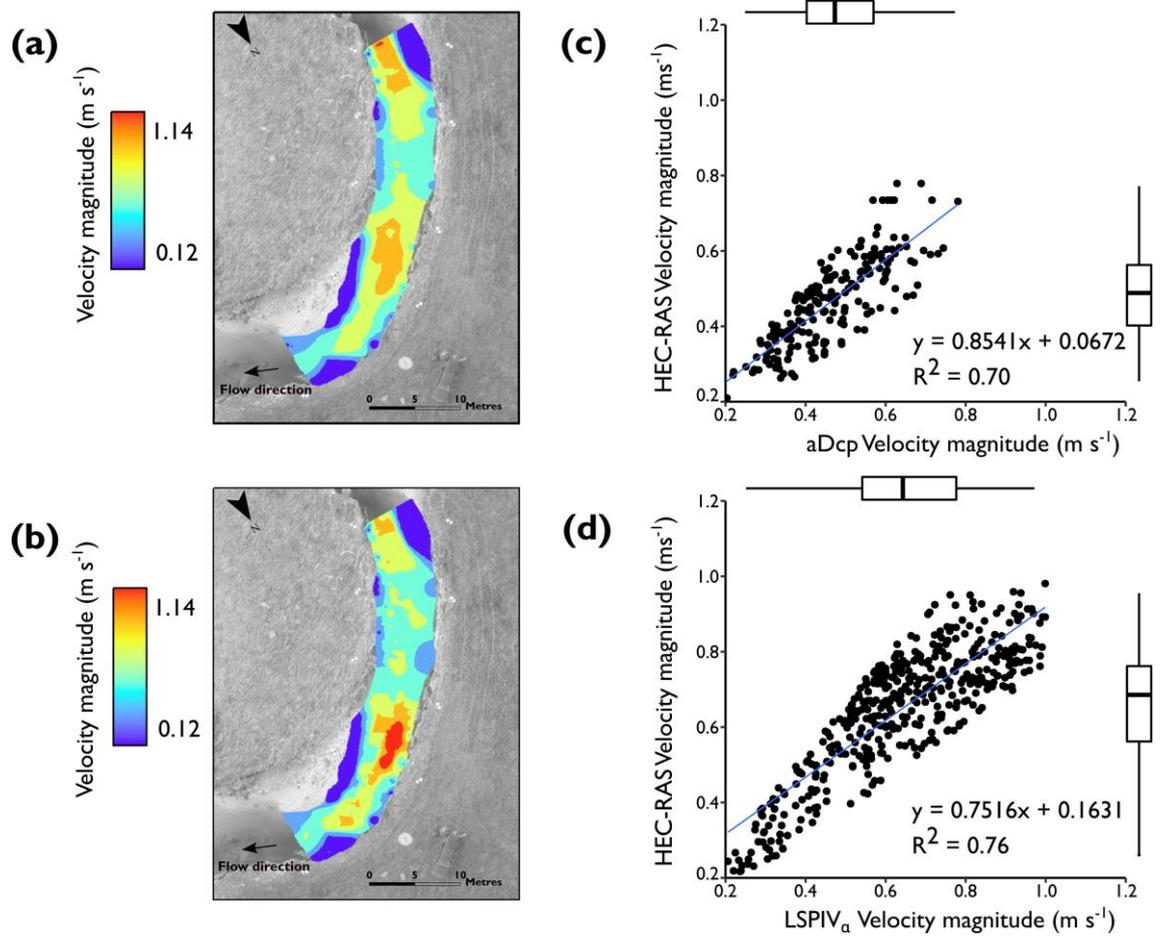 (a)
N
Velocity magnitude (m s⁻¹)
1.14
0.12
Flow direction
0 5 10 Metres
(c)
1.2
1.0
0.8
0.6
0.4
0.2
HEC-RAS Velocity magnitude (ms⁻¹)
y = 0.8541x + 0.0672
R² = 0.70
0.2 0.4 0.6 0.8 1.0 1.2
aDcp Velocity magnitude (m s⁻¹)
(b)
N
Velocity magnitude (m s⁻¹)
1.14
0.12
Flow direction
0 5 10 Metres
(d)
1.2
1.0
0.8
0.6
0.4
0.2
HEC-RAS Velocity magnitude (ms⁻¹)
y = 0.7516x + 0.1631
R² = 0.76
0.2 0.4 0.6 0.8 1.0 1.2
LSPIVα Velocity magnitude (m s⁻¹)